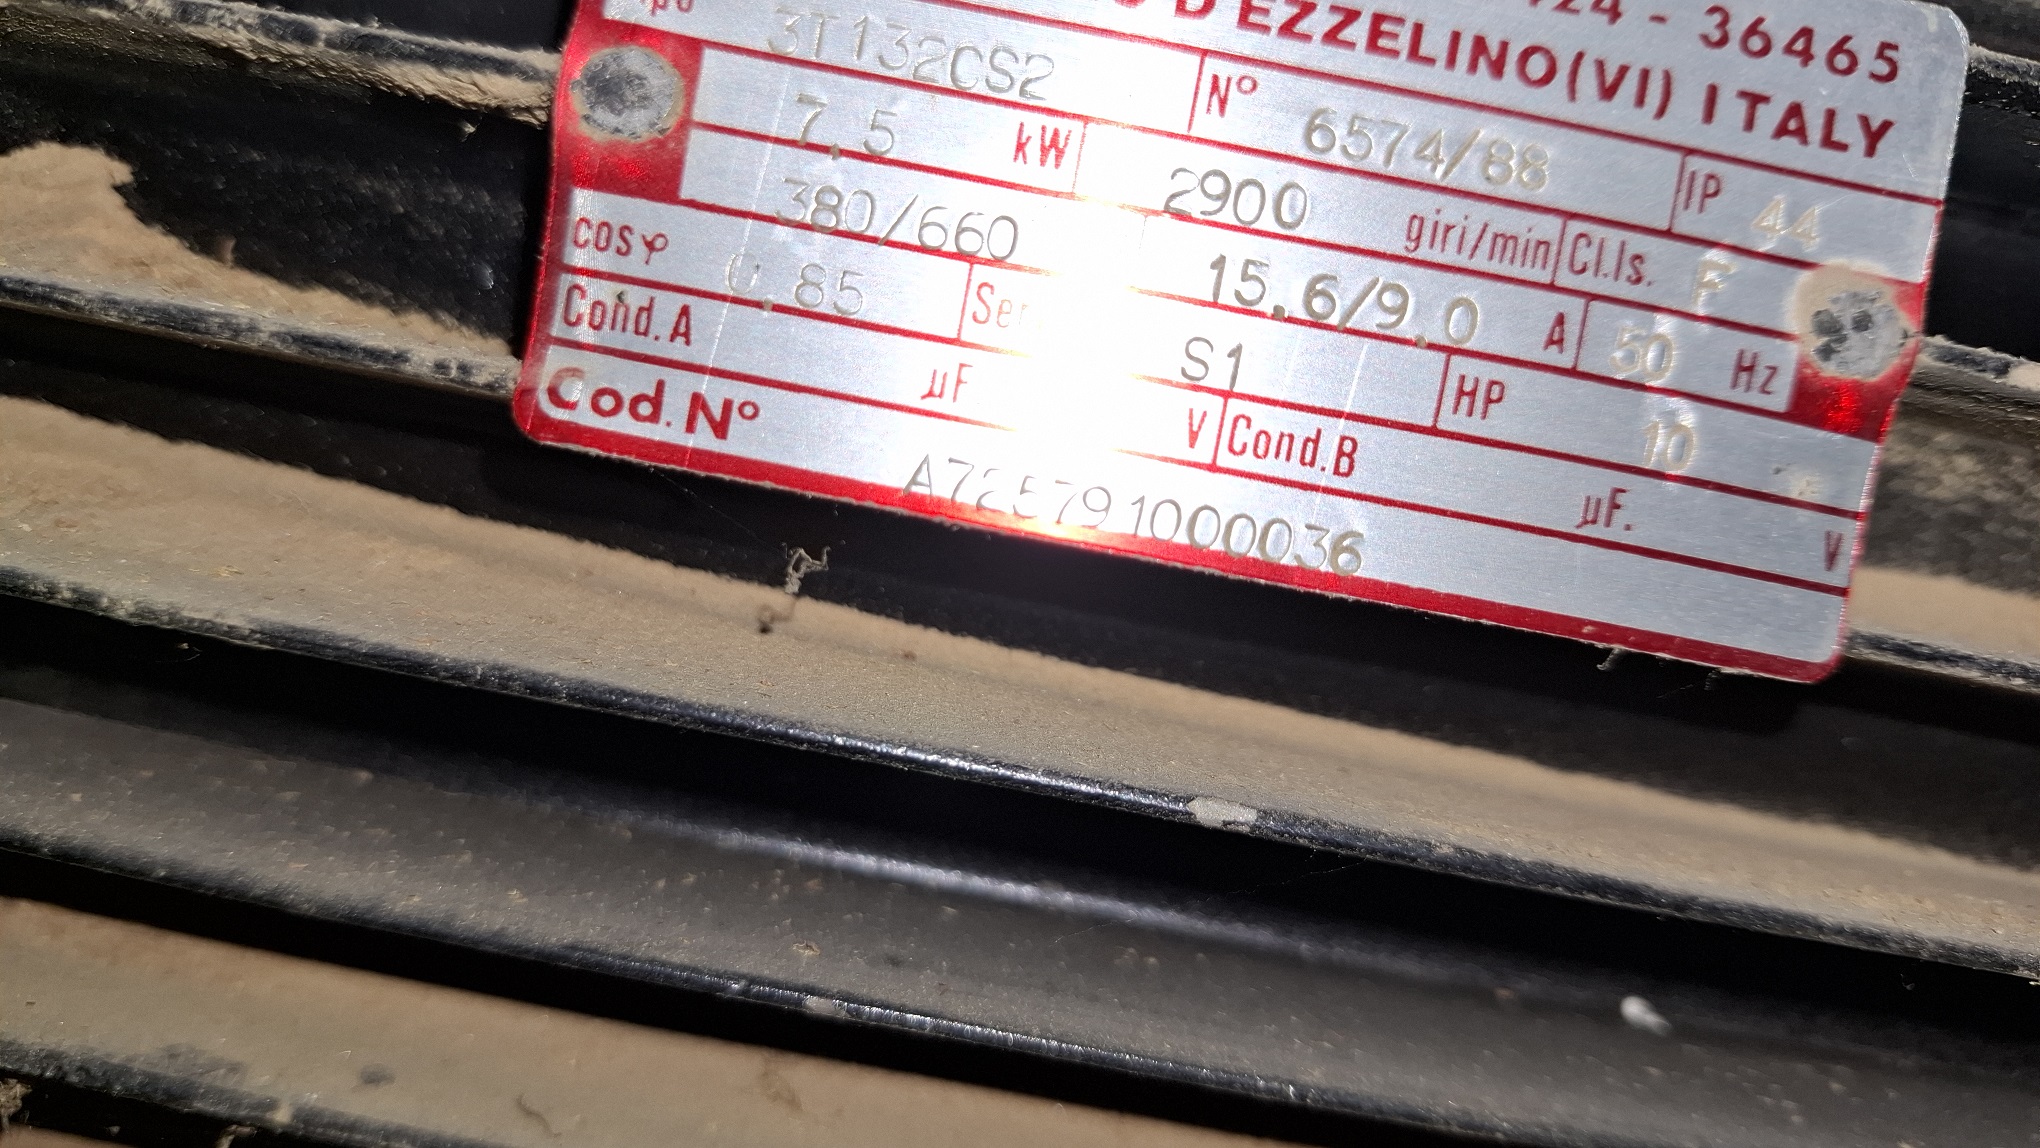 24 - 36465
D'EZZELINO(VI) ITALY
3T132CS2 N° 6574/88 IP 44
7,5 kW 2900 giri/min Cl.Is. F
380/660 15,6/9,0 A 50 Hz
cosφ 0,85 Ser S1 HP 10
Cond.A μF. V Cond.B μF. V
Cod.N° A72579 1000036